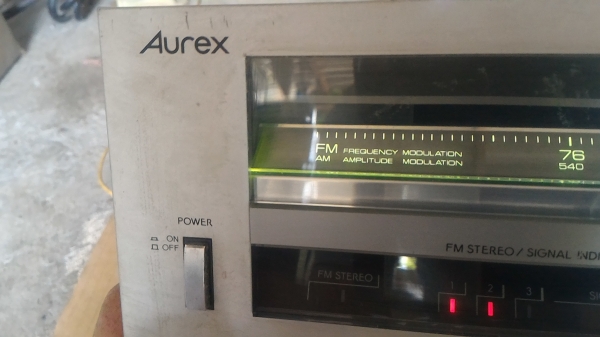 Aurex
FM FREQUENCY MODULATION 76
AM AMPLITUDE MODULATION 540
POWER
ON
OFF
FM STEREO/SIGNAL
FM STEREO
1 2 3